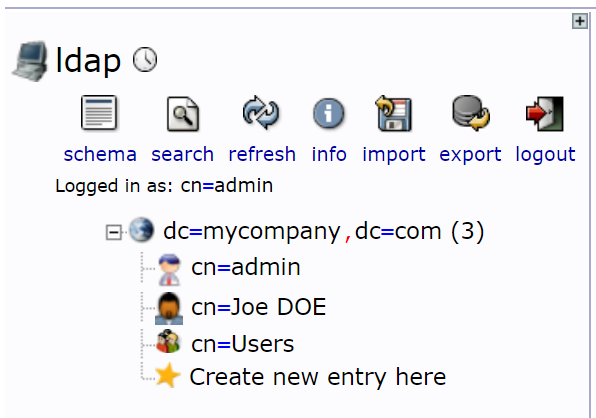 ldap
schema search refresh info import export logout
Logged in as: cn=admin
dc=mycompany,dc=com (3)
cn=admin
cn=Joe DOE
cn=Users
Create new entry here